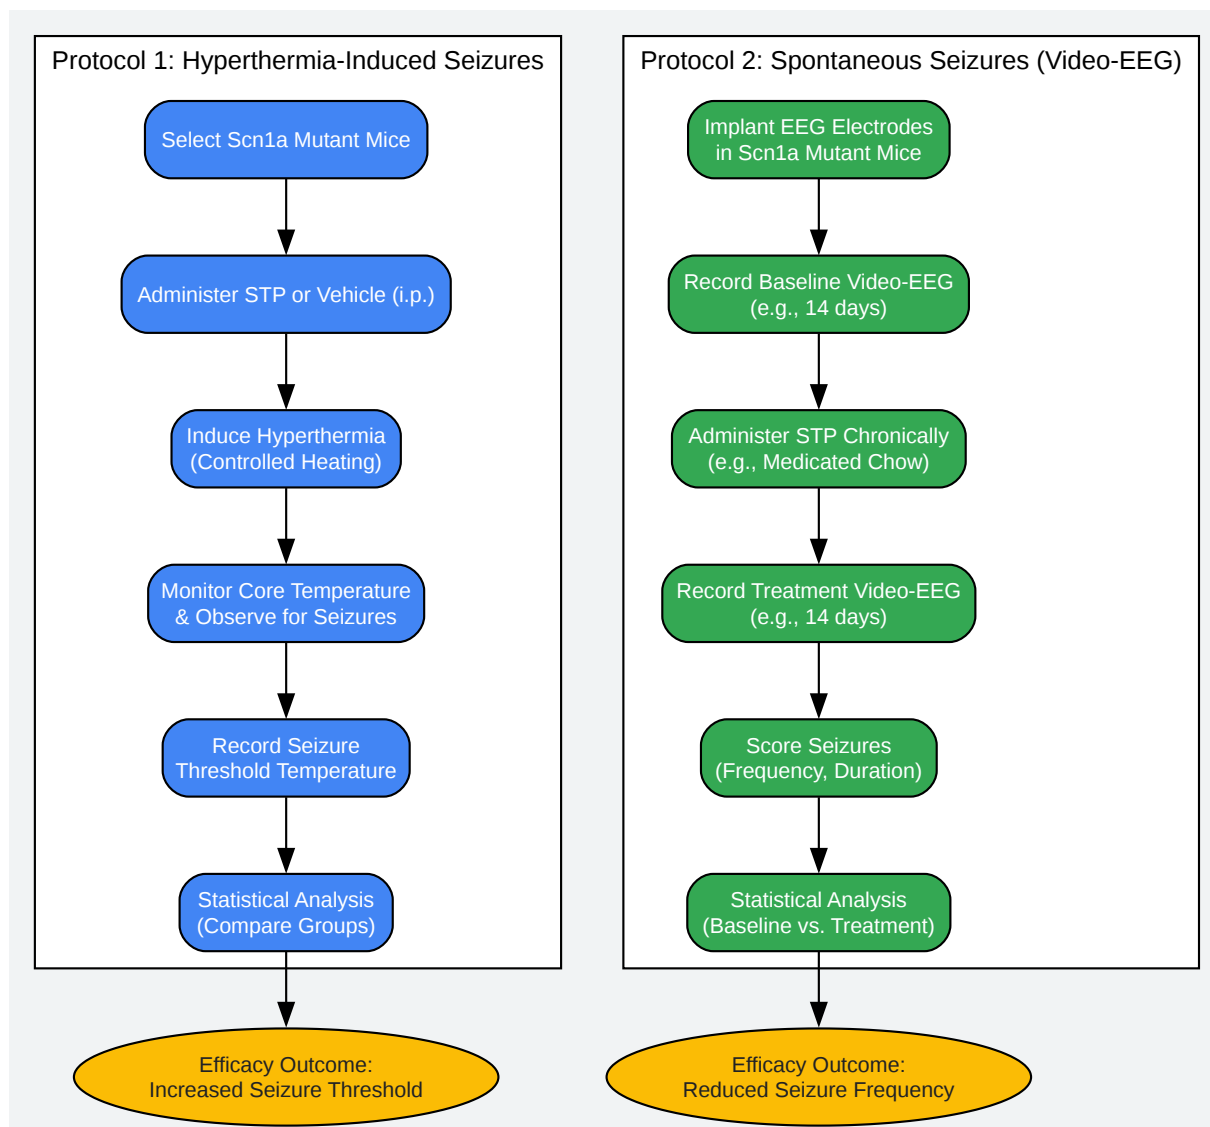 Protocol 1: Hyperthermia-Induced Seizures
Select Scn1a Mutant Mice
Administer STP or Vehicle (i.p.)
Induce Hyperthermia
(Controlled Heating)
Monitor Core Temperature
& Observe for Seizures
Record Seizure
Threshold Temperature
Statistical Analysis
(Compare Groups)
Efficacy Outcome:
Increased Seizure Threshold
Protocol 2: Spontaneous Seizures (Video-EEG)
Implant EEG Electrodes
in Scn1a Mutant Mice
Record Baseline Video-EEG
(e.g., 14 days)
Administer STP Chronically
(e.g., Medicated Chow)
Record Treatment Video-EEG
(e.g., 14 days)
Score Seizures
(Frequency, Duration)
Statistical Analysis
(Baseline vs. Treatment)
Efficacy Outcome:
Reduced Seizure Frequency